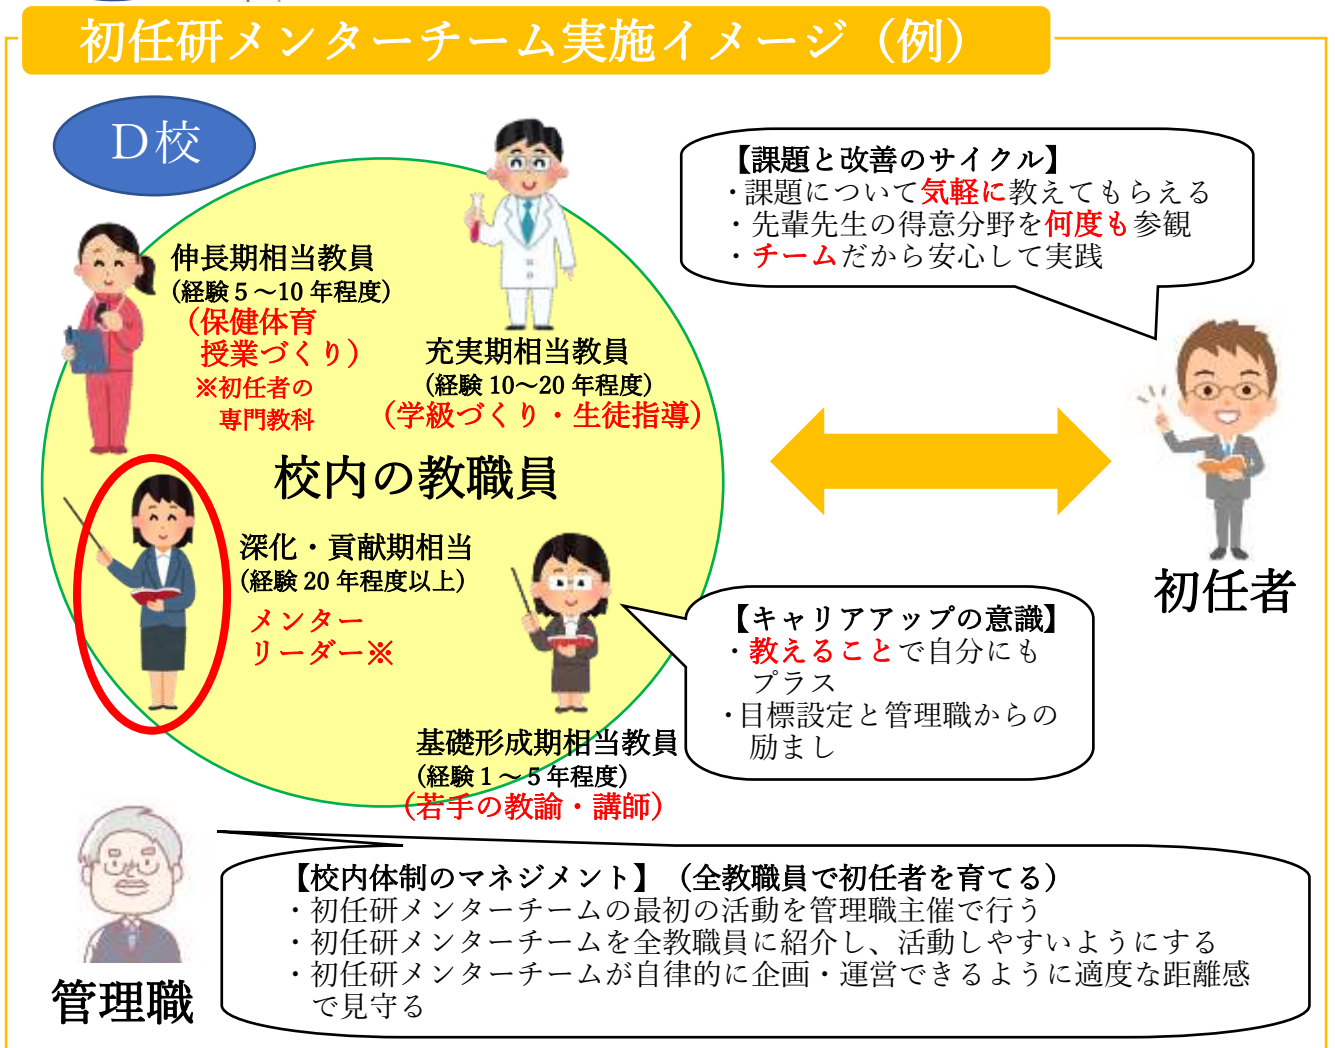 初任研メンターチーム実施イメージ（例）
D校
伸長期相当教員
（経験５～10 年程度）
（保健体育
授業づくり）
※初任者の
専門教科
充実期相当教員
（経験 10～20 年程度）
（学級づくり・生徒指導）
校内の教職員
深化・貢献期相当
（経験 20 年程度以上）
メンター
リーダー※
基礎形成期相当教員
（経験１～５年程度）
（若手の教諭・講師）
【課題と改善のサイクル】
・課題について気軽に教えてもらえる
・先輩先生の得意分野を何度も参観
・チームだから安心して実践
初任者
【キャリアアップの意識】
・教えることで自分にも
プラス
・目標設定と管理職からの
励まし
管理職
【校内体制のマネジメント】（全教職員で初任者を育てる）
・初任研メンターチームの最初の活動を管理職主催で行う
・初任研メンターチームを全教職員に紹介し、活動しやすいようにする
・初任研メンターチームが自律的に企画・運営できるように適度な距離感
で見守る